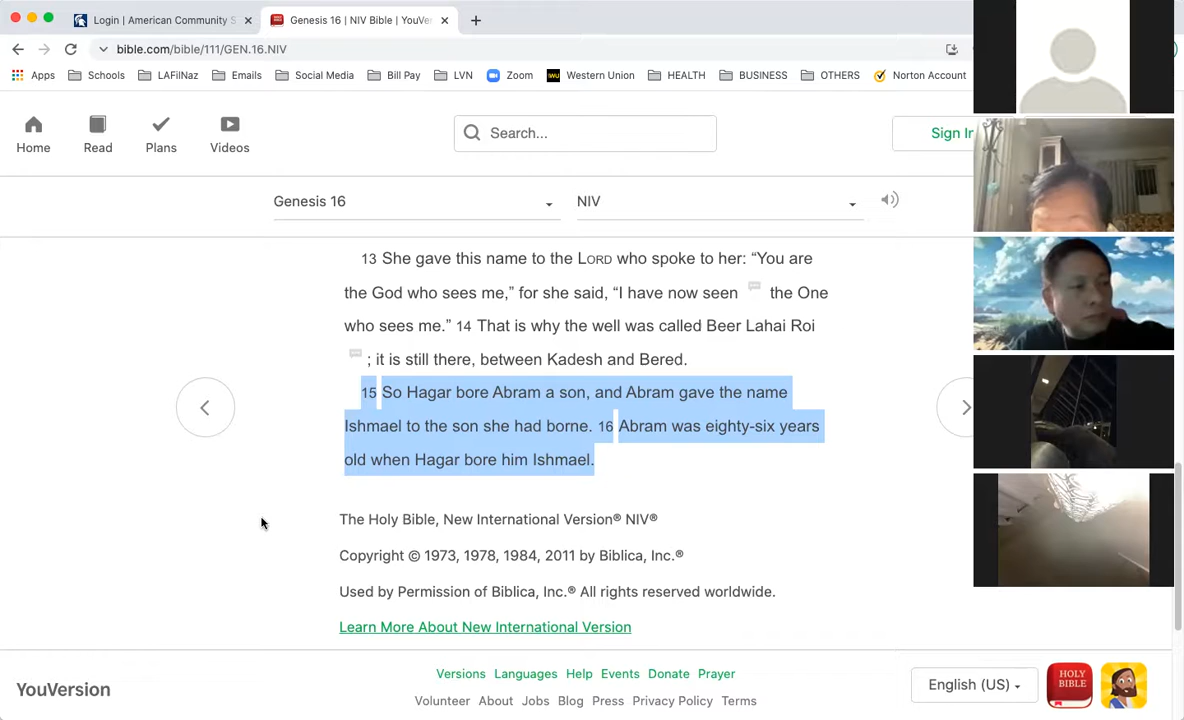 Login | American Community S
Genesis 16 | NIV Bible | YouVer
bible.com/bible/111/GEN.16.NIV
Apps Schools LAFilNaz Emails Social Media Bill Pay LVN Zoom Western Union HEALTH BUSINESS OTHERS Norton Account
Home Read Plans Videos
Search...
Sign In
Genesis 16 NIV
13 She gave this name to the LORD who spoke to her: “You are
the God who sees me,” for she said, “I have now seen the One
who sees me.” 14 That is why the well was called Beer Lahai Roi
; it is still there, between Kadesh and Bered.
15 So Hagar bore Abram a son, and Abram gave the name
Ishmael to the son she had borne. 16 Abram was eighty-six years
old when Hagar bore him Ishmael.
The Holy Bible, New International Version® NIV®
Copyright © 1973, 1978, 1984, 2011 by Biblica, Inc.®
Used by Permission of Biblica, Inc.® All rights reserved worldwide.
Learn More About New International Version
Versions Languages Help Events Donate Prayer
YouVersion
Volunteer About Jobs Blog Press Privacy Policy Terms
English (US)
HOLY
BIBLE